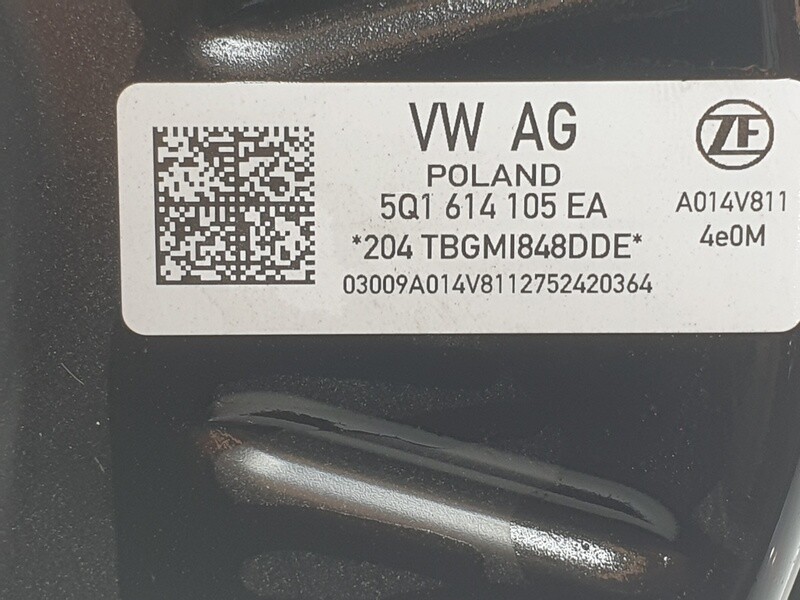 VW AG
POLAND
5Q1 614 105 EA
*204 TBGMI848DDE*
03009A014V8112752420364
ZF
A014V811
4e0M